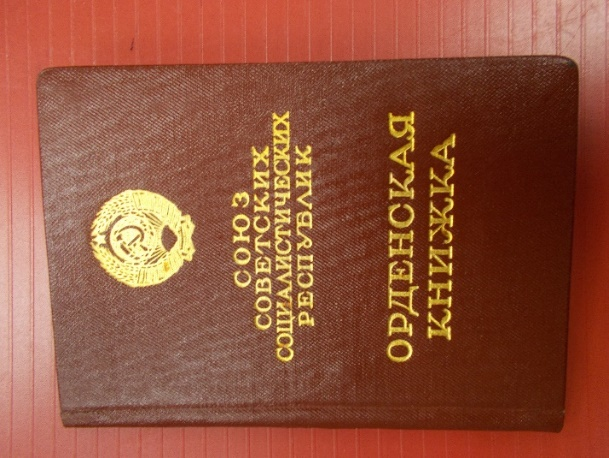 СОЮЗ
СОВЕТСКИХ
СОЦИАЛИСТИЧЕСКИХ
РЕСПУБЛИК
ОРДЕНСКАЯ
КНИЖКА